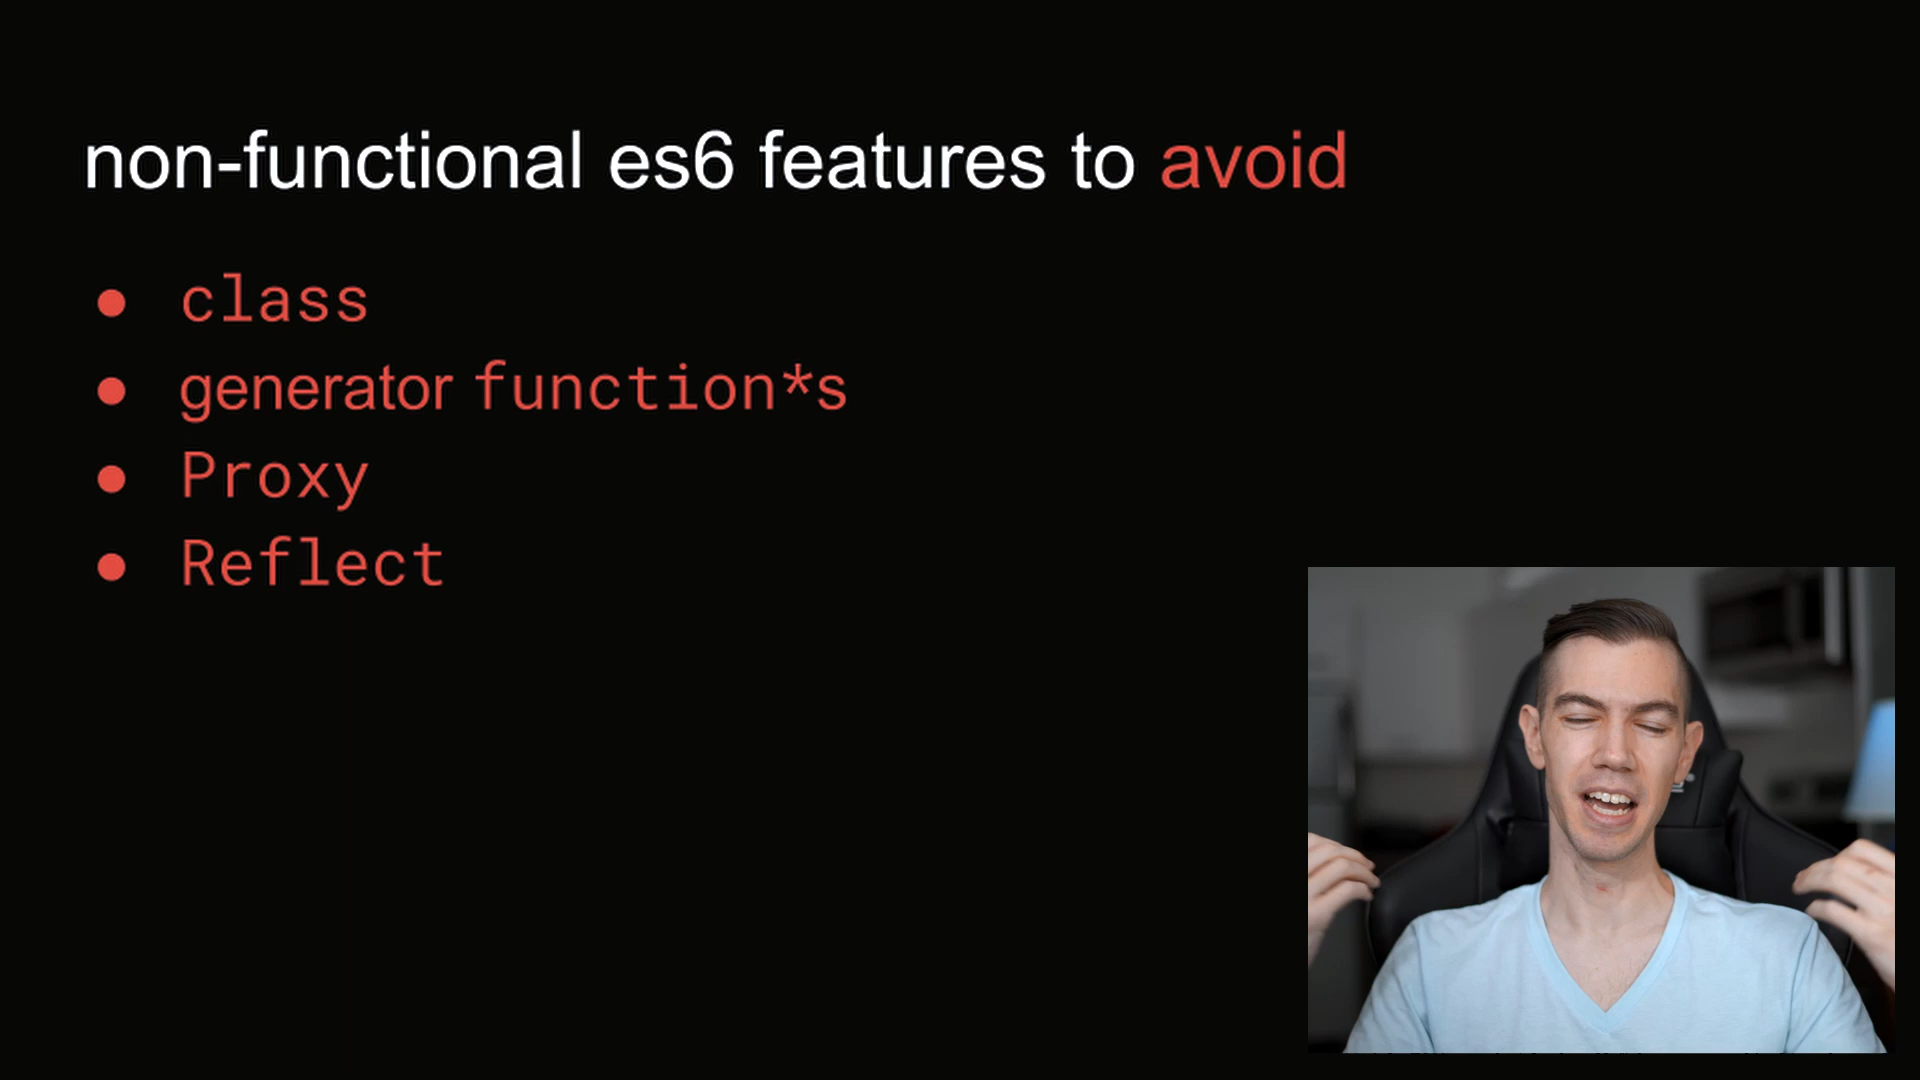 non-functional es6 features to avoid
● class
● generator function*s
● Proxy
● Reflect